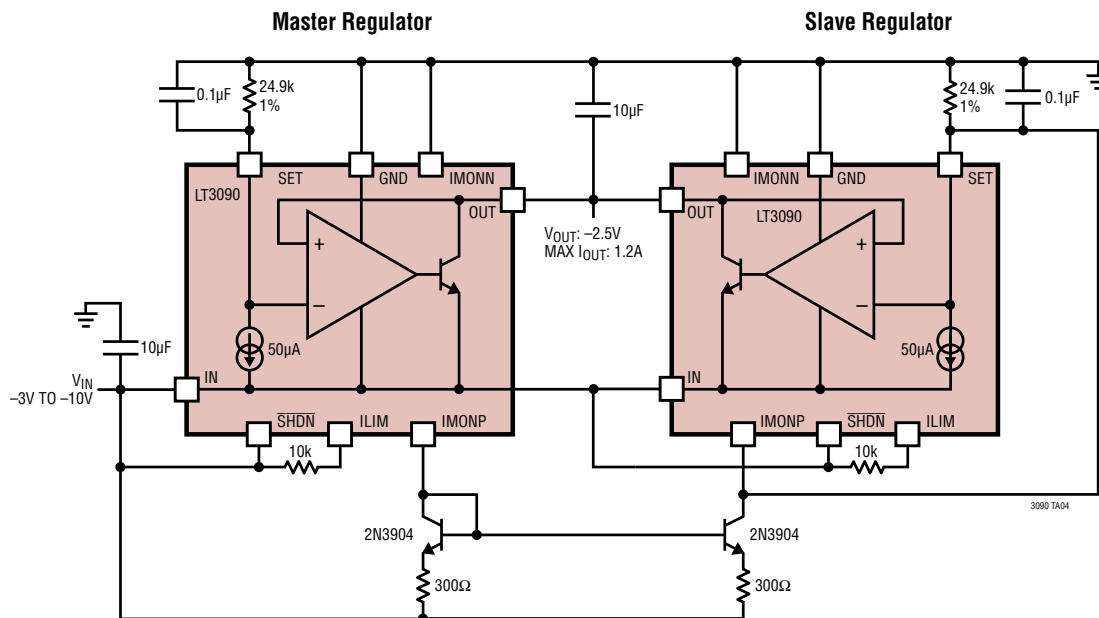 Master Regulator
Slave Regulator
0.1µF
24.9k
1%
10µF
24.9k
1%
0.1µF
SET
GND
IMONN
LT3090
OUT
+
–
50µA
IN
SHDN
ILIM
IMONP
10k
VOUT: –2.5V
MAX IOUT: 1.2A
IMONN
GND
SET
OUT
LT3090
+
–
50µA
IN
IMONP
SHDN
ILIM
10k
10µF
VIN
–3V TO –10V
2N3904
2N3904
300Ω
300Ω
3090 TA04